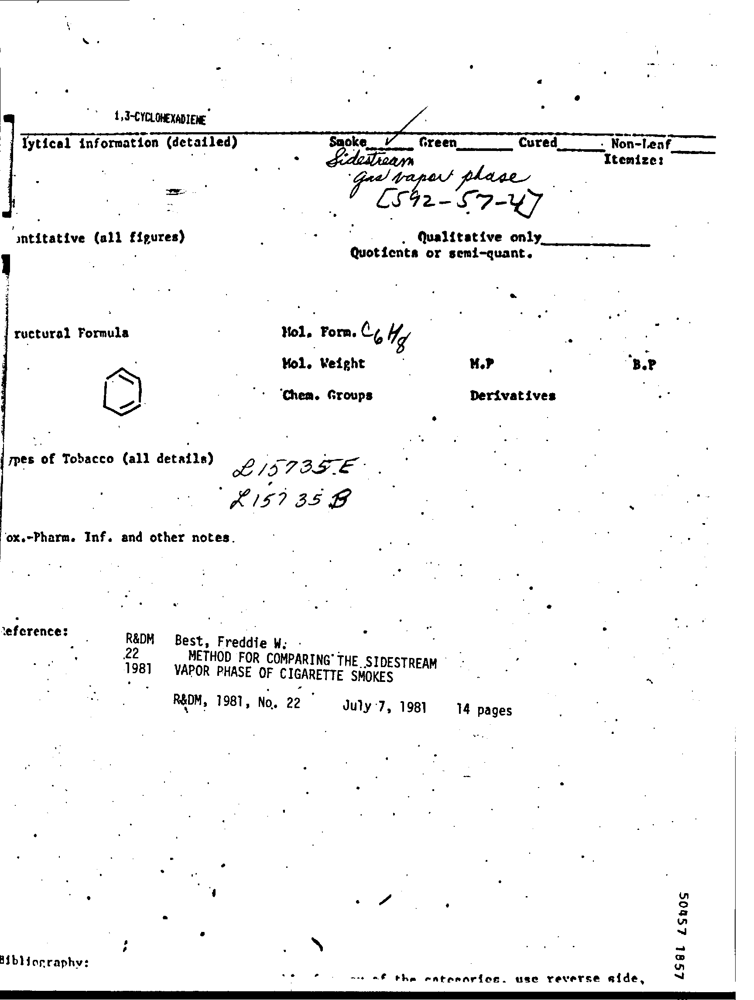 1,3-CYCLOHEXADIENE
lytical information (detailed) Smoke ✓ Green Cured Non-Leaf
Itemize:
Sidestream
gas vapor phase
[592-57-4]
ntitative (all figures) Qualitative only
Quotients or semi-quant.
ructural Formula Mol. Form. C6H8
Mol. Weight M.P B.P
Chem. Groups Derivatives
pes of Tobacco (all details) L15735E
L15735B
ox.-Pharm. Inf. and other notes.
eference:
R&DM Best, Freddie W.
22 METHOD FOR COMPARING THE SIDESTREAM
1981 VAPOR PHASE OF CIGARETTE SMOKES
R&DM, 1981, No. 22 July 7, 1981 14 pages
50457 1857
Bibliography:
of the categories, use reverse side,